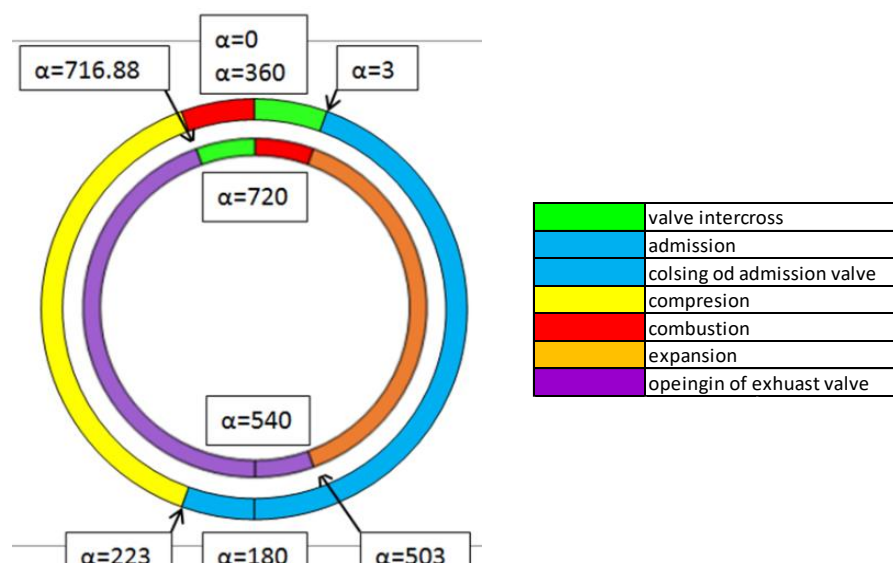 α=0
α=360
α=716.88
α=3
α=720
α=540
α=223
α=180
α=503
valve intercross
admission
colsing od admission valve
compresion
combustion
expansion
opeingin of exhuast valve